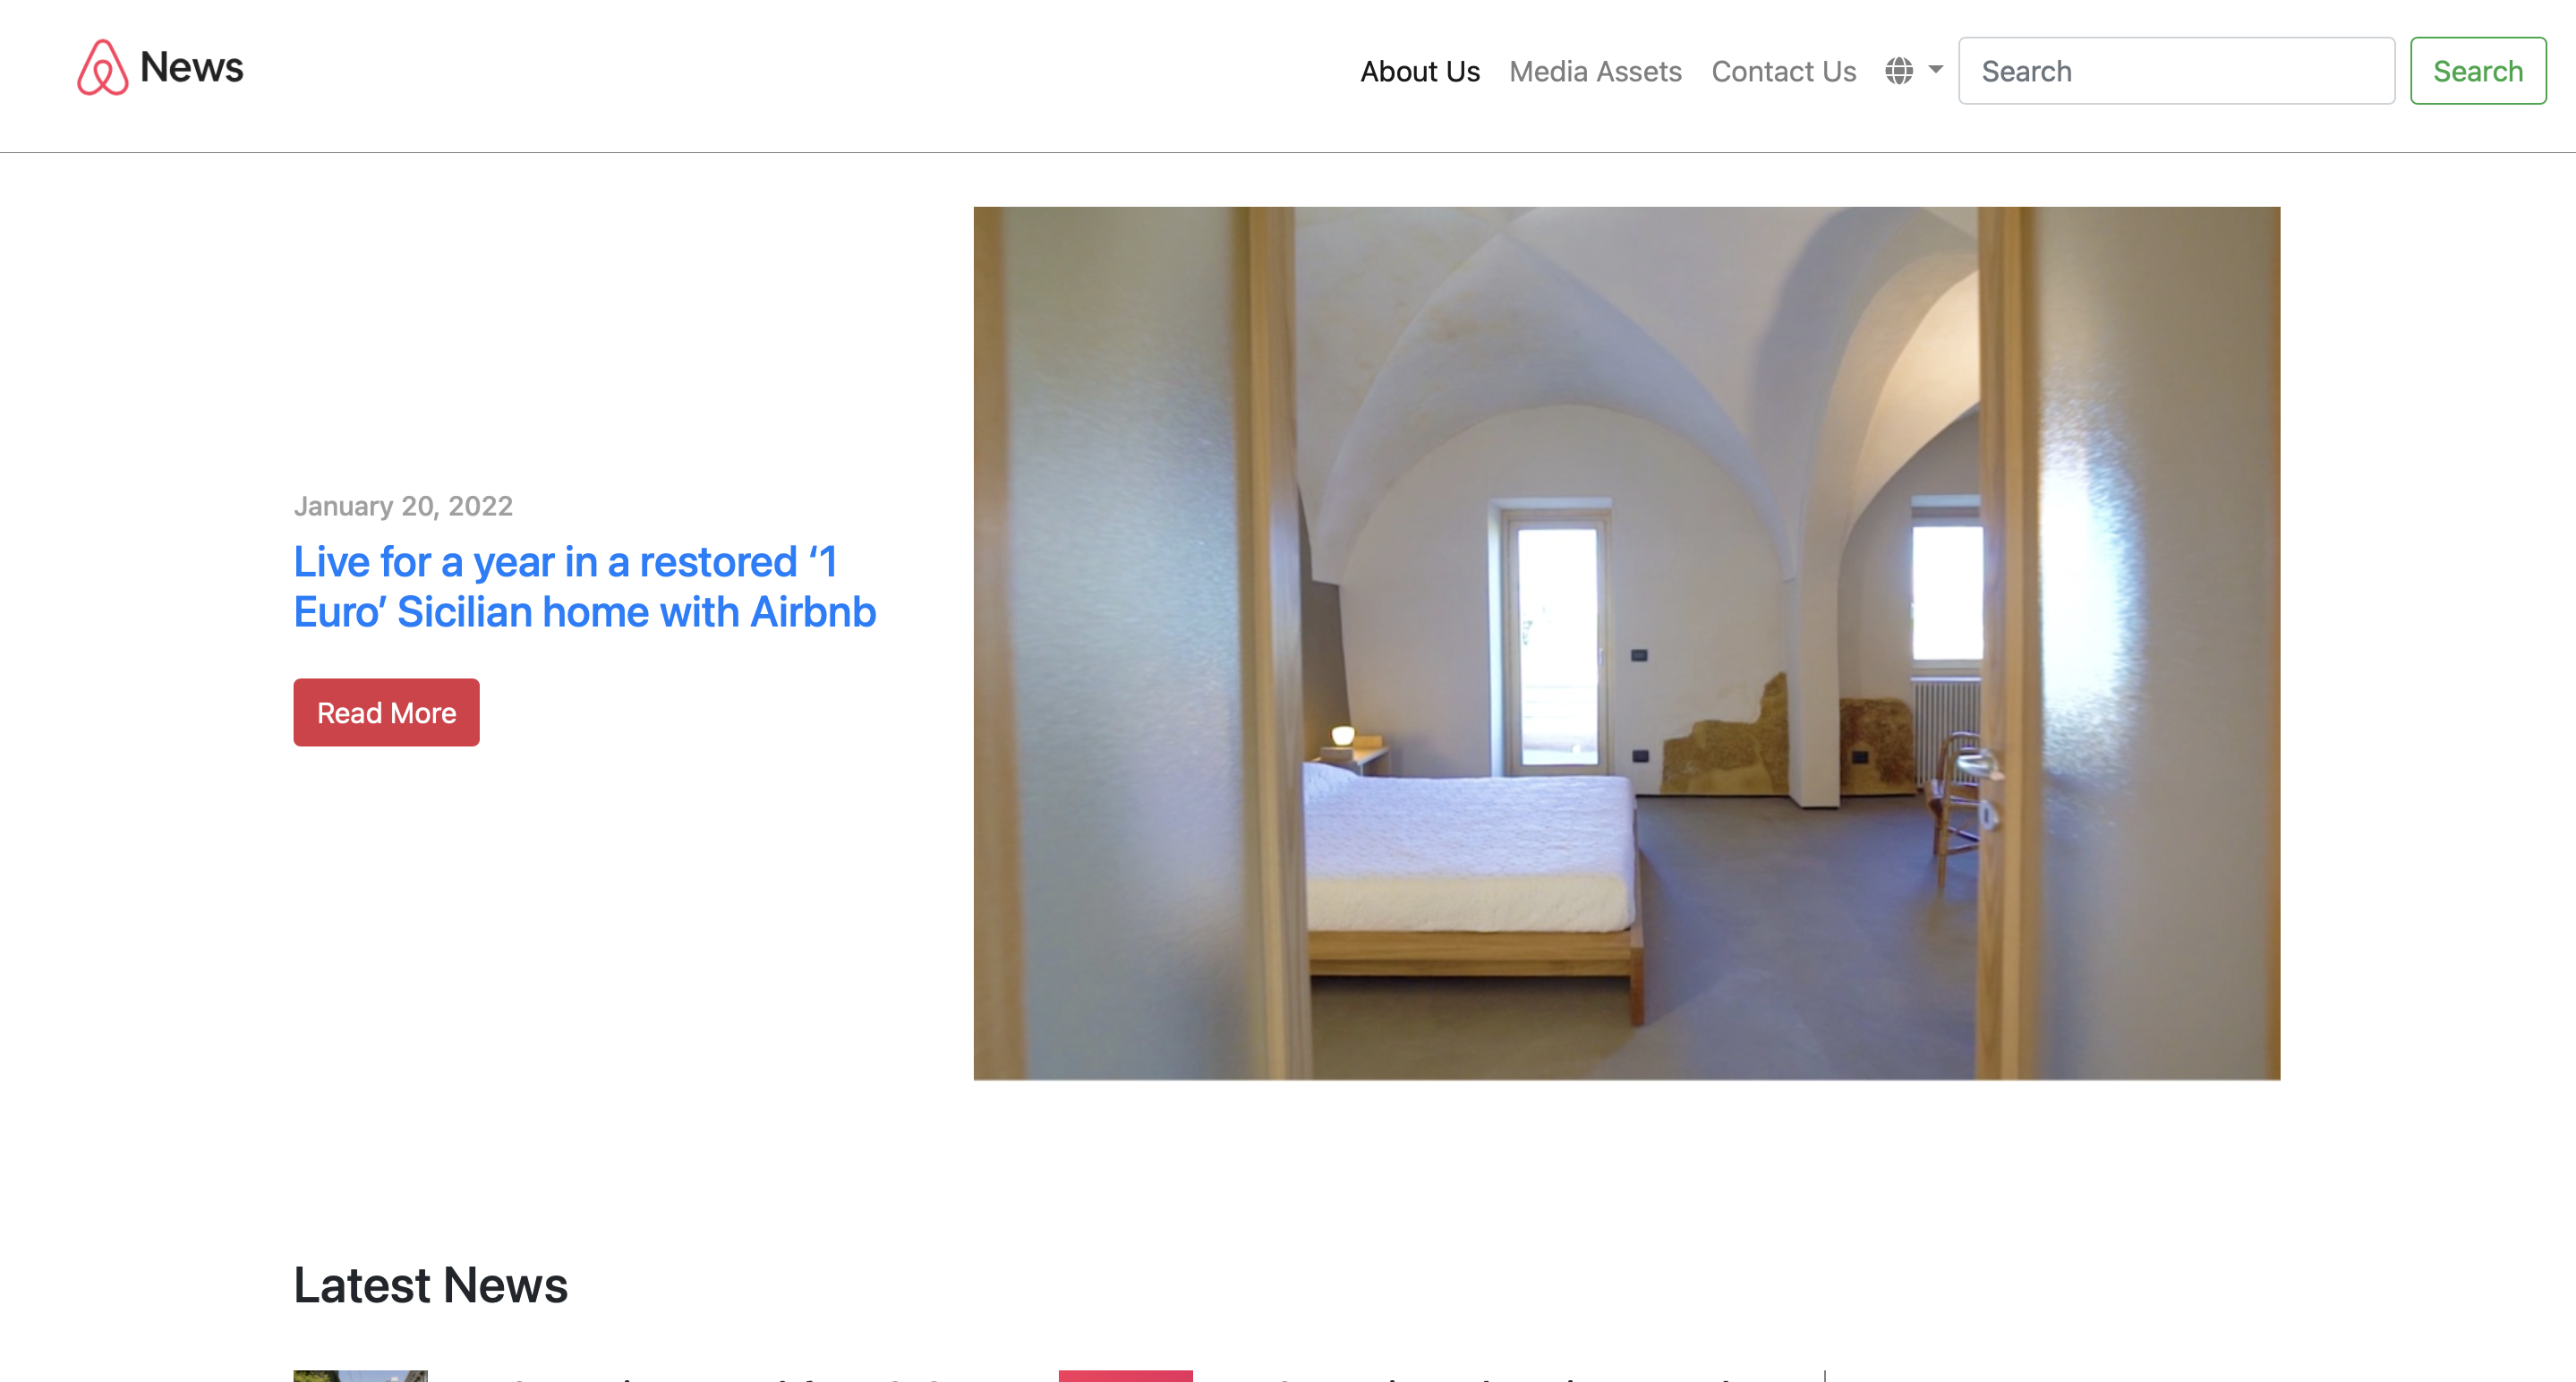 News
About Us
Media Assets
Contact Us
Search
Search
January 20, 2022
Live for a year in a restored ‘1
Euro’ Sicilian home with Airbnb
Read More
Latest News